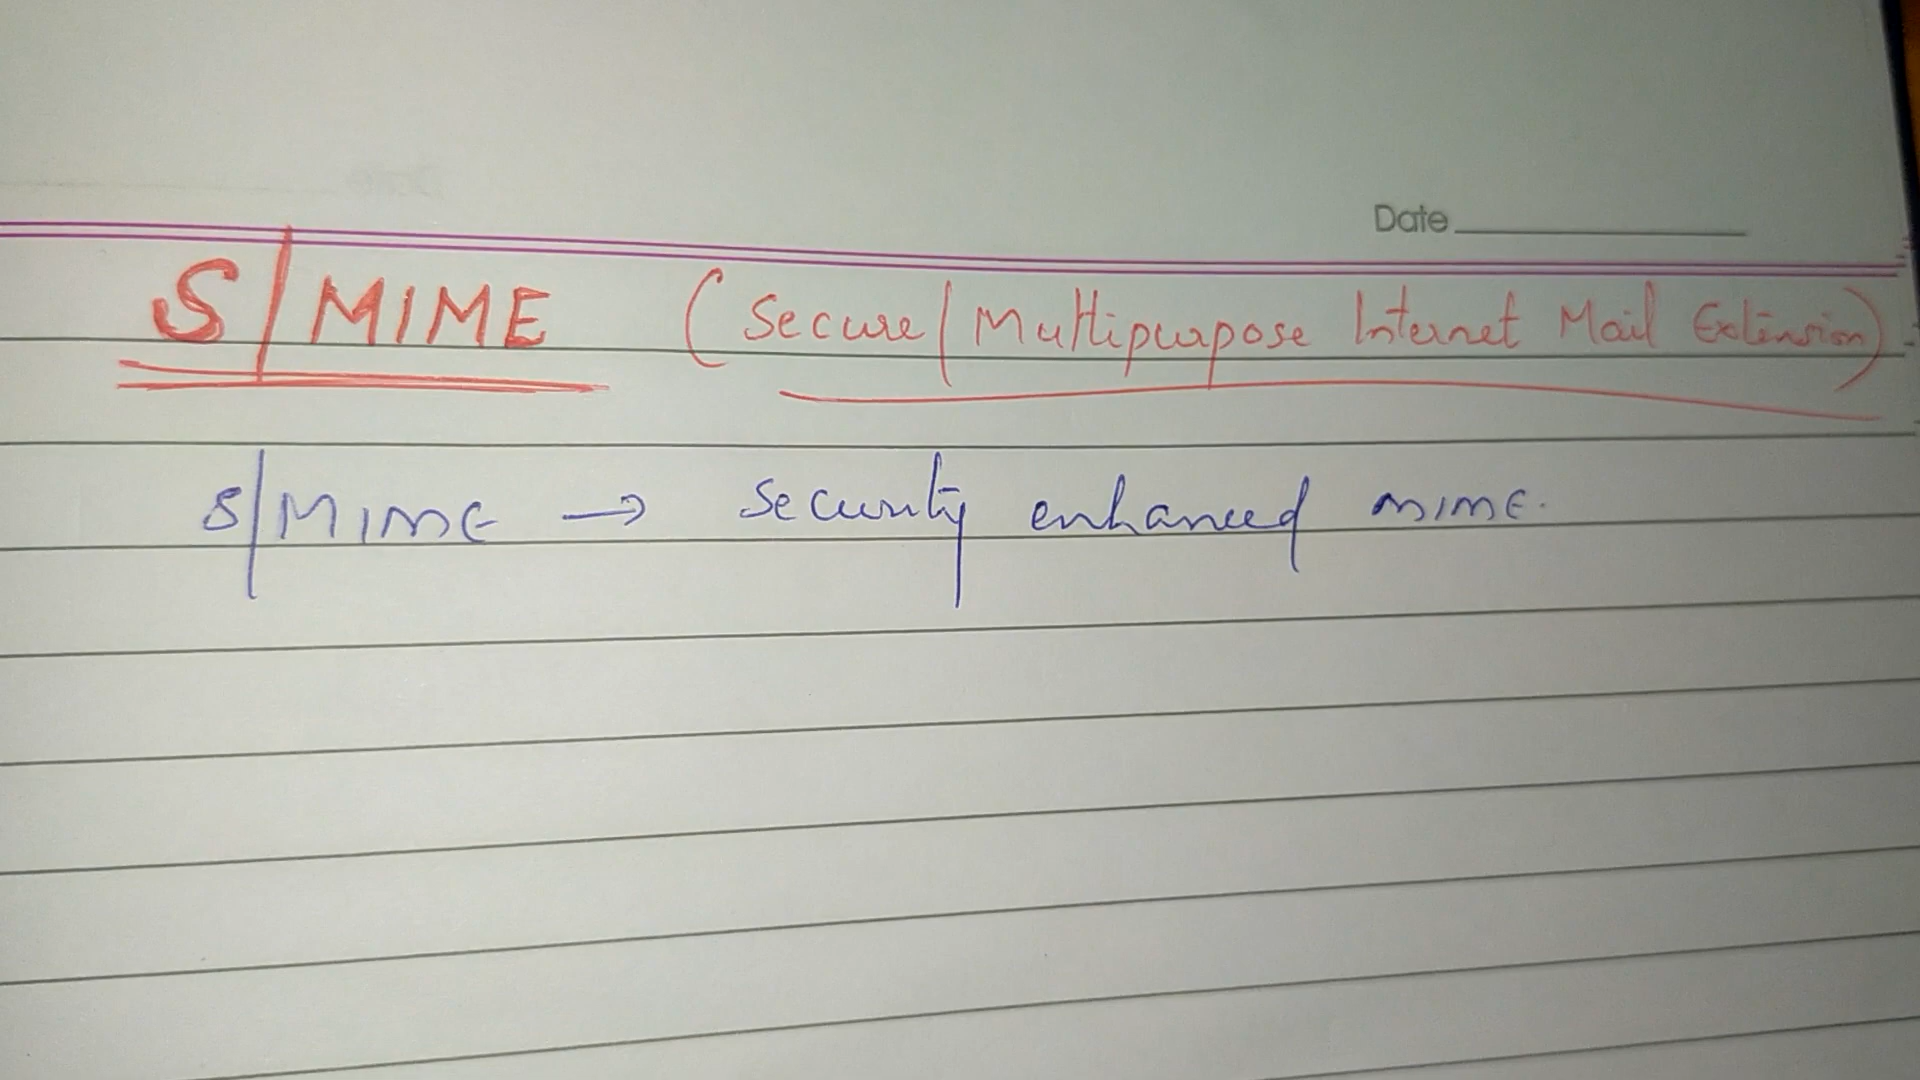 Date
S/MIME (Secure/Multipurpose Internet Mail Extension)
S/MIME → Security enhanced MIME.